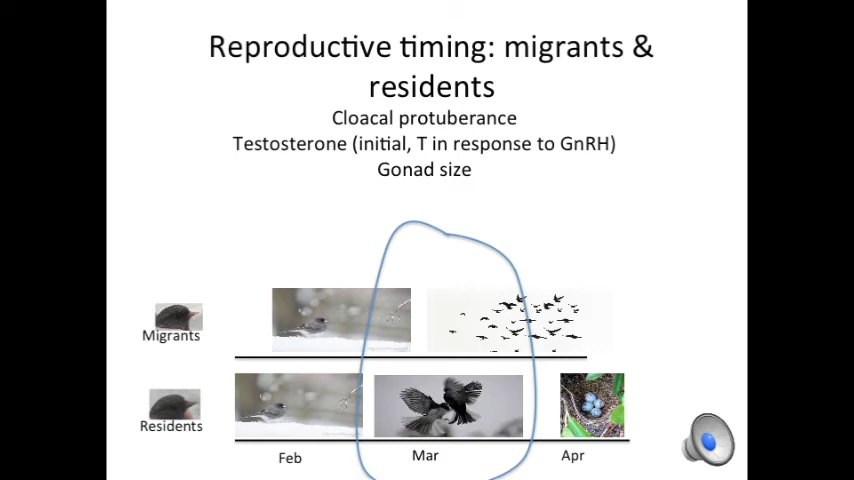 Reproductive timing: migrants &
residents
Cloacal protuberance
Testosterone (initial, T in response to GnRH)
Gonad size
Migrants
Residents
Feb
Mar
Apr